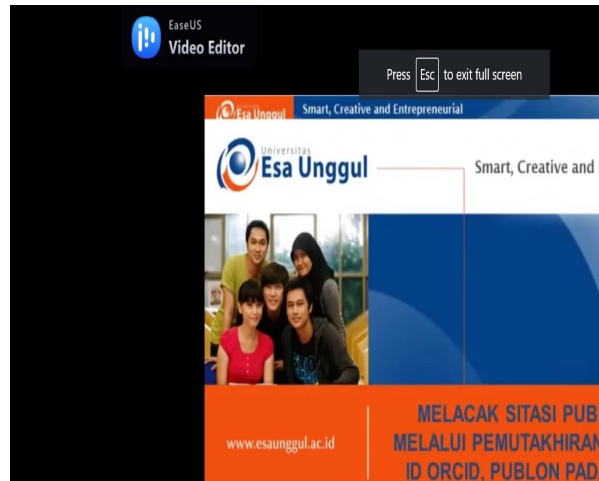 EaseUS
Video Editor
Press Esc to exit full screen
Esa Unggul Smart, Creative and Entrepreneurial
Universitas
Esa Unggul
Smart, Creative and
www.esaunggul.ac.id
MELACAK SITASI PUB
MELALUI PEMUTAKHIRAN
ID ORCID, PUBLON PAD